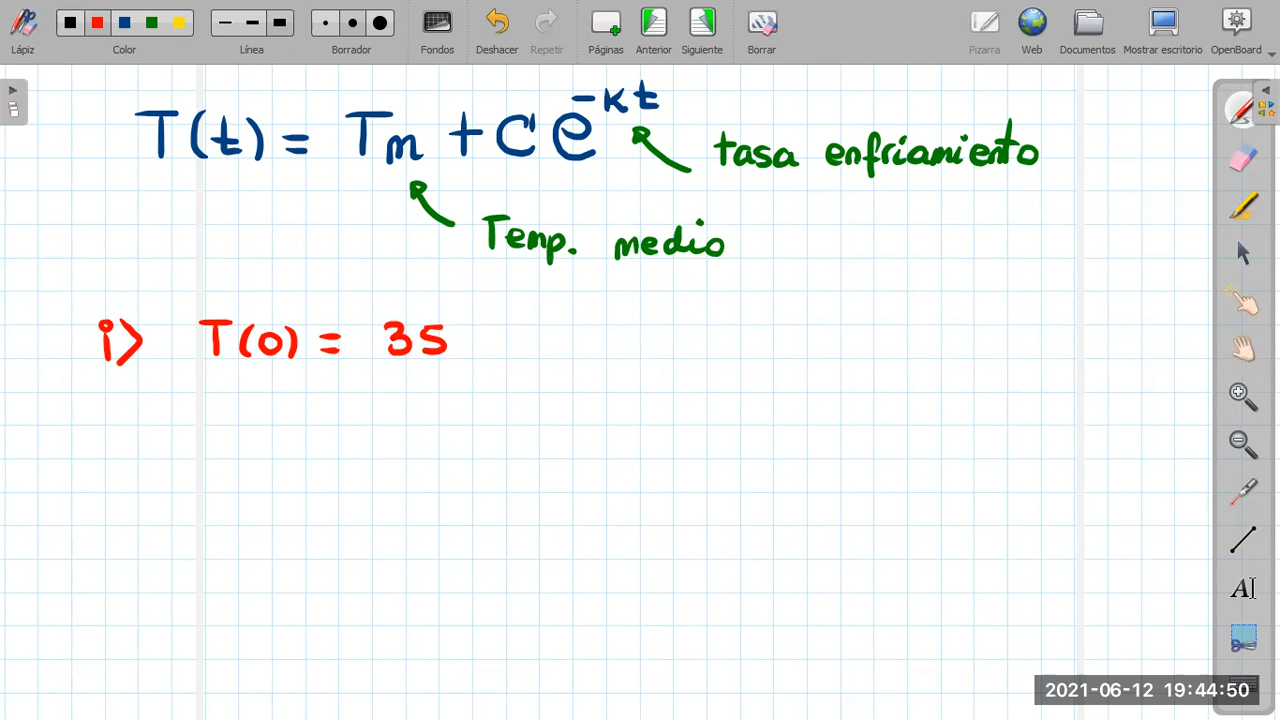 Lápiz Color Línea Borrador Fondos Deshacer Repetir Páginas Anterior Siguiente Borrar Pizarra Web Documentos Mostrar escritorio OpenBoard
T(t) = Tm + C e^{-kt}
tasa enfriamiento
Temp. medio
i> T(0) = 35
2021-06-12 19:44:50